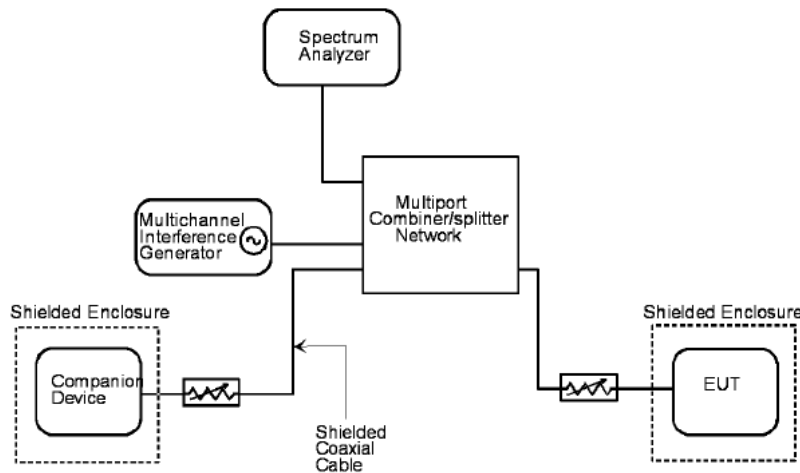 Spectrum
Analyzer
Multiport
Combiner/splitter
Network
Multichannel
Interference
Generator
Shielded Enclosure
Companion
Device
Shielded
Coaxial
Cable
Shielded Enclosure
EUT